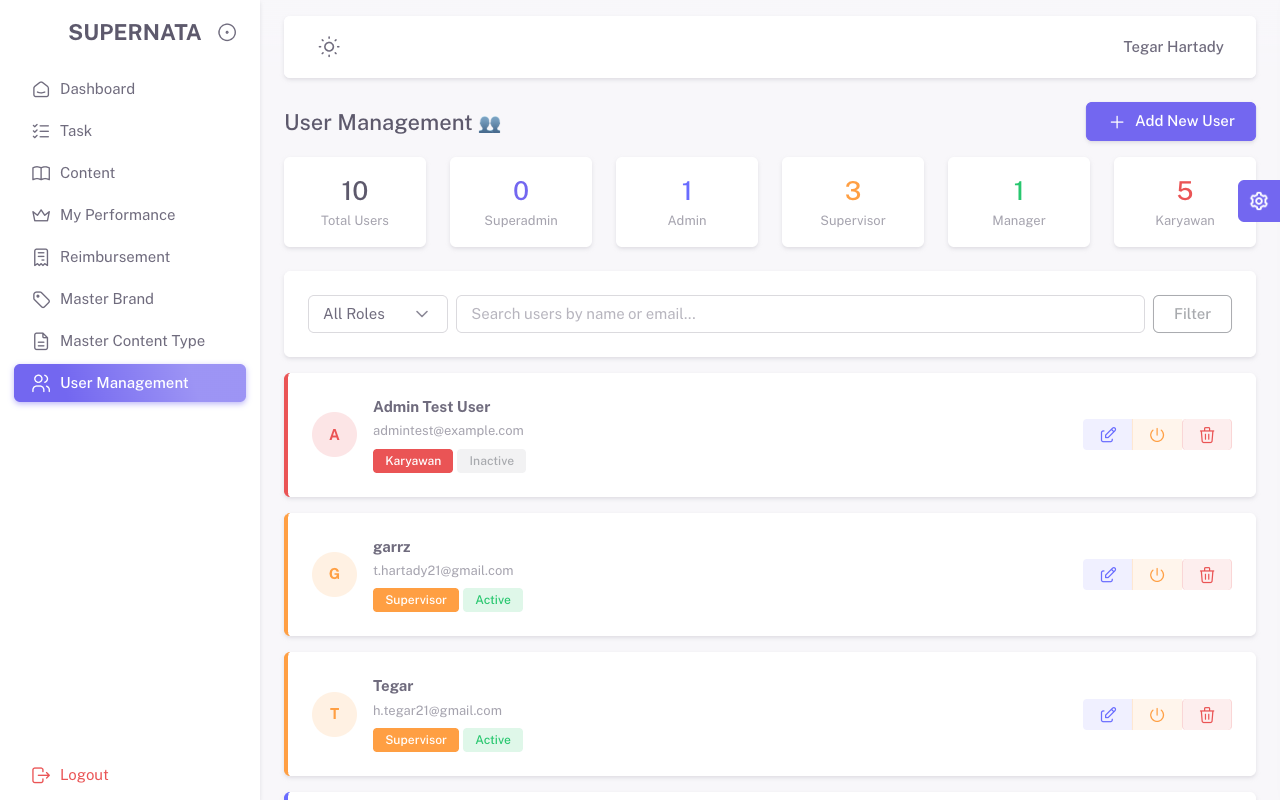 SUPERNATA
Dashboard
Task
Content
My Performance
Reimbursement
Master Brand
Master Content Type
User Management
Logout
Tegar Hartady
User Management
Add New User
10
Total Users
0
Superadmin
1
Admin
3
Supervisor
1
Manager
5
Karyawan
All Roles
Search users by name or email...
Filter
A
Admin Test User
admintest@example.com
Karyawan
Inactive
G
garrz
t.hartady21@gmail.com
Supervisor
Active
T
Tegar
h.tegar21@gmail.com
Supervisor
Active